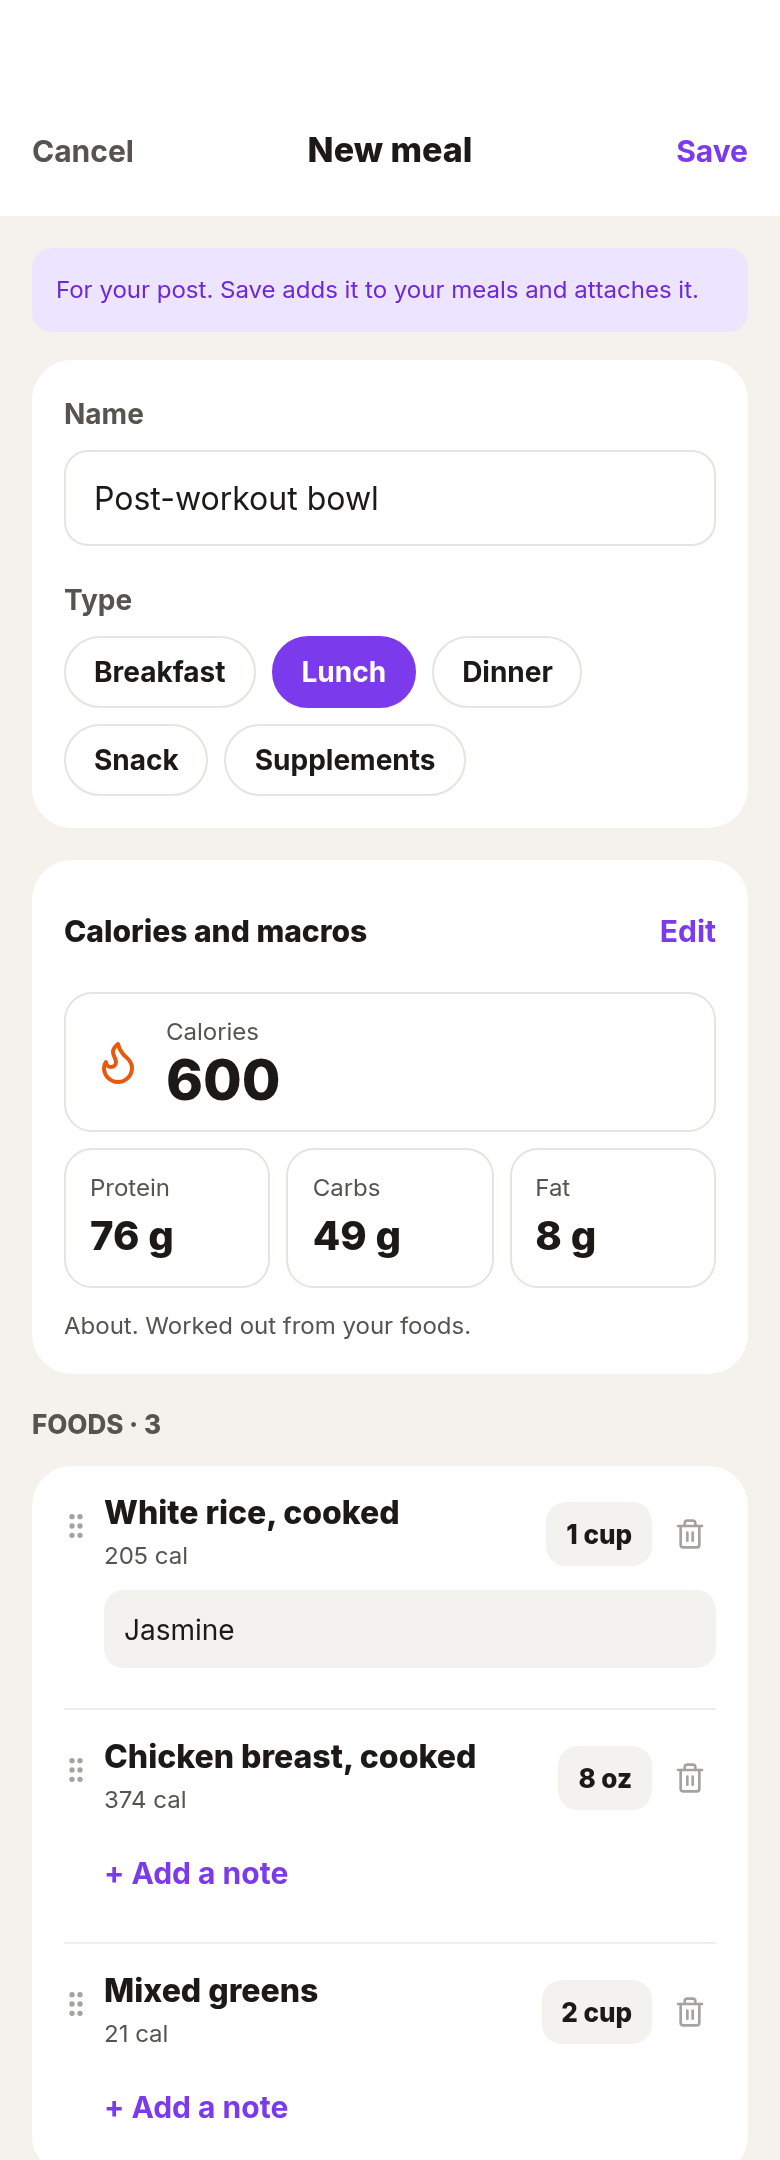 Cancel
New meal
Save
For your post. Save adds it to your meals and attaches it.
Name
Post-workout bowl
Type
Breakfast
Lunch
Dinner
Snack
Supplements
Calories and macros
Edit
Calories
600
Protein
76 g
Carbs
49 g
Fat
8 g
About. Worked out from your foods.
FOODS · 3
White rice, cooked
205 cal
1 cup
Jasmine
Chicken breast, cooked
374 cal
8 oz
+ Add a note
Mixed greens
21 cal
2 cup
+ Add a note